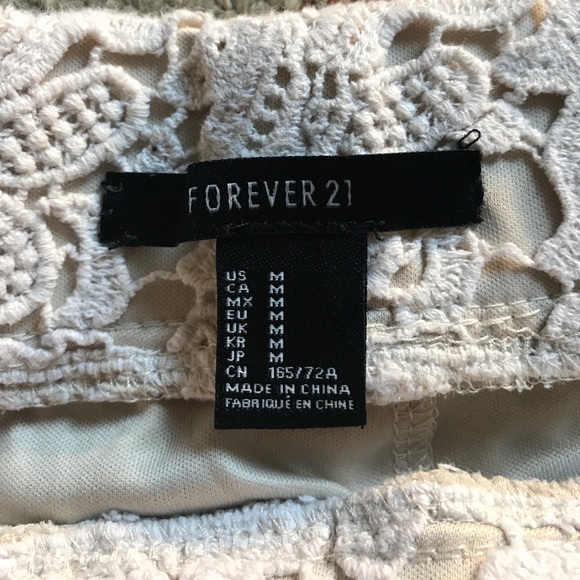 FOREVER 21
US M
CA M
MX M
EU M
UK M
KR M
JP M
CN 165/72A
MADE IN CHINA
FABRIQUÉ EN CHINE